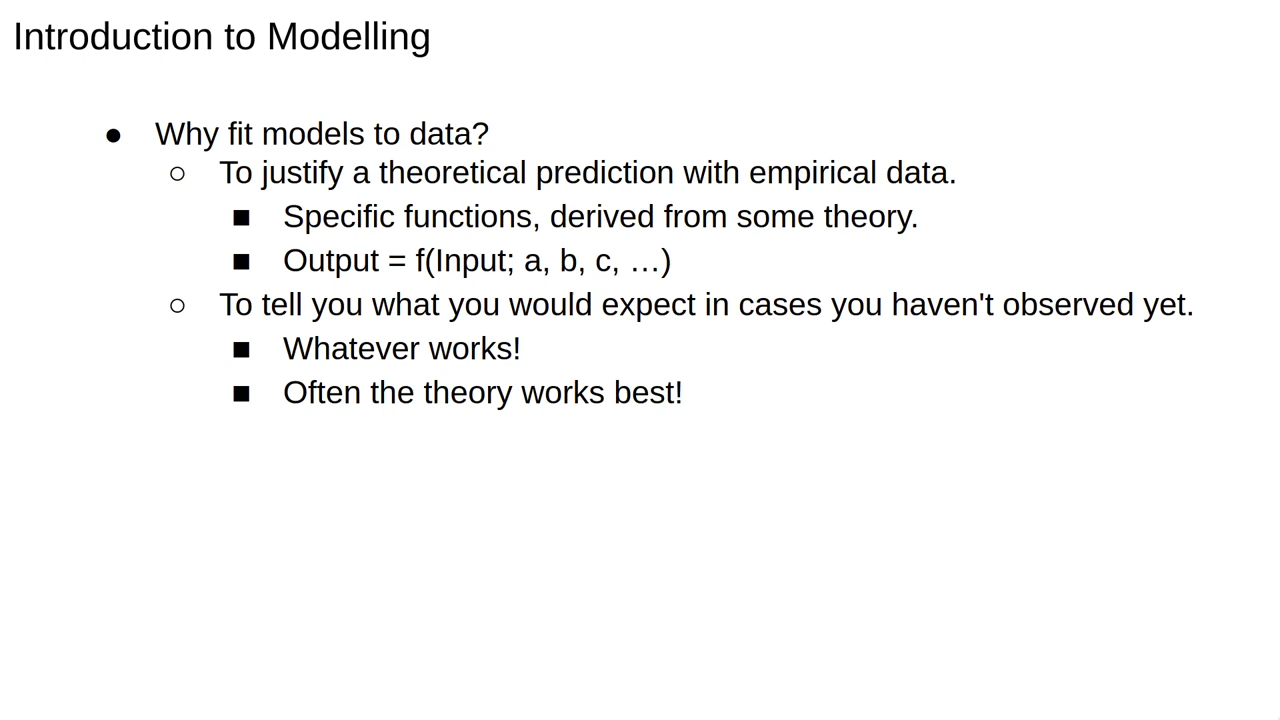 Introduction to Modelling
● Why fit models to data?
○ To justify a theoretical prediction with empirical data.
■ Specific functions, derived from some theory.
■ Output = f(Input; a, b, c, …)
○ To tell you what you would expect in cases you haven't observed yet.
■ Whatever works!
■ Often the theory works best!